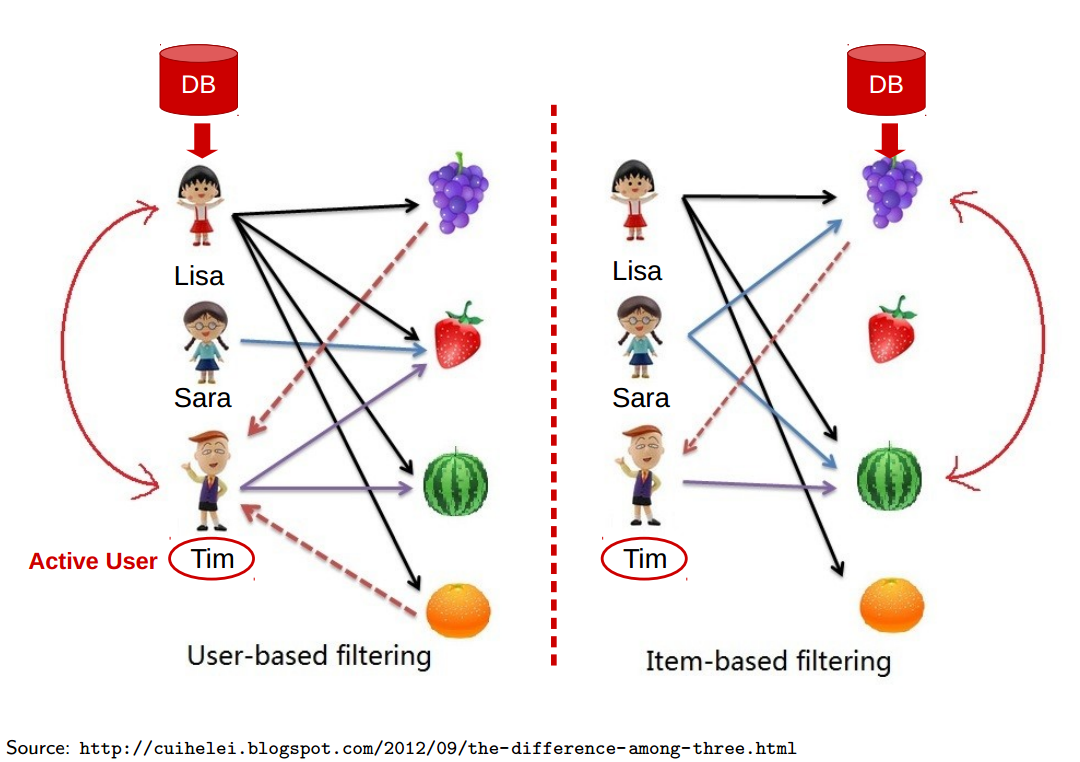 DB
Lisa
Sara
Active User
Tim
User-based filtering
DB
Lisa
Sara
Tim
Item-based filtering
Source: http://cuihelei.blogspot.com/2012/09/the-difference-among-three.html